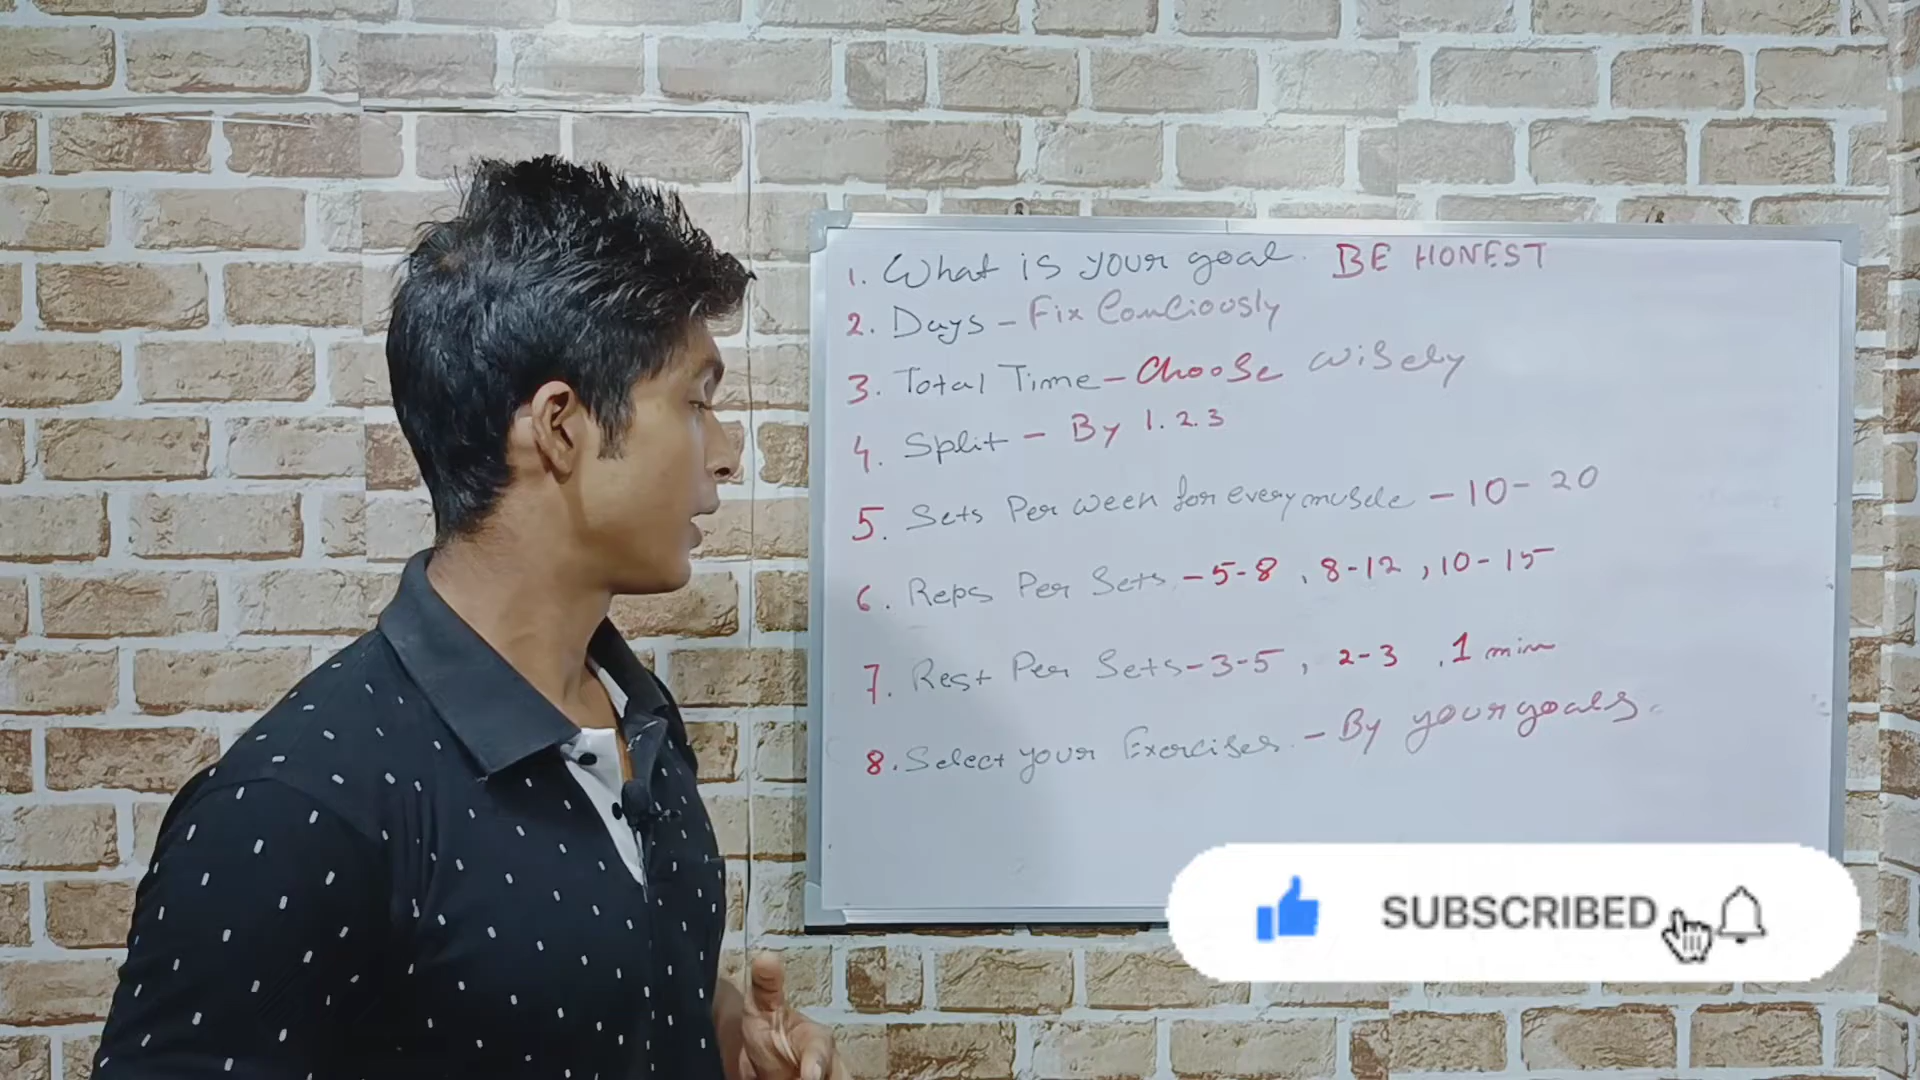 1. What is your goal. BE HONEST
2. Days - Fix Conciously
3. Total Time - Choose wisely
4. Split - By 1.2.3
5. Sets Per week for every muscle - 10 - 20
6. Reps Per Sets - 5-8 , 8-12 , 10-15
7. Rest Per Sets - 3-5 , 2-3 , 1 min
8. Select your Exercises. - By your goals.
SUBSCRIBED